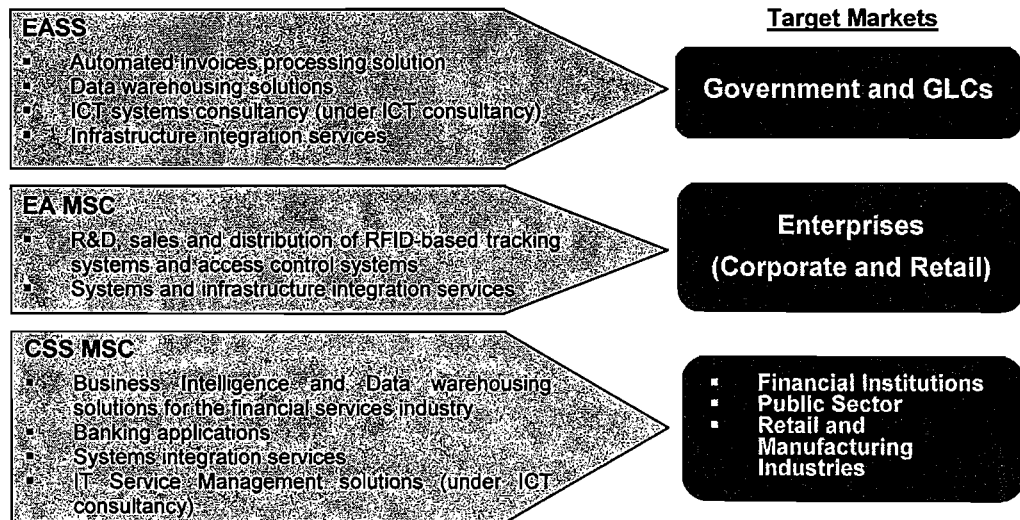 Target Markets
EASS
▪ Automated invoices processing solution
▪ Data warehousing solutions
▪ ICT systems consultancy (under ICT consultancy)
▪ Infrastructure integration services
Government and GLCs
EA MSC
▪ R&D, sales and distribution of RFID-based tracking
systems and access control systems
▪ Systems and infrastructure integration services
Enterprises
(Corporate and Retail)
CSS MSC
▪ Business Intelligence and Data warehousing
solutions for the financial services industry
▪ Banking applications
▪ Systems integration services
▪ IT Service Management solutions (under ICT
consultancy)
▪ Financial Institutions
▪ Public Sector
▪ Retail and
Manufacturing
Industries